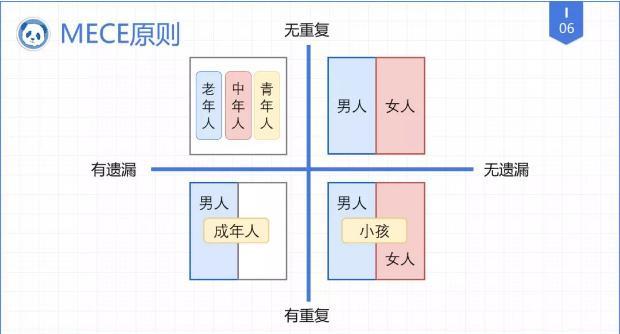 MECE原则
I
06
无重复
老年人
中年人
青年人
男人
女人
有遗漏
无遗漏
男人
成年人
男人
小孩
女人
有重复